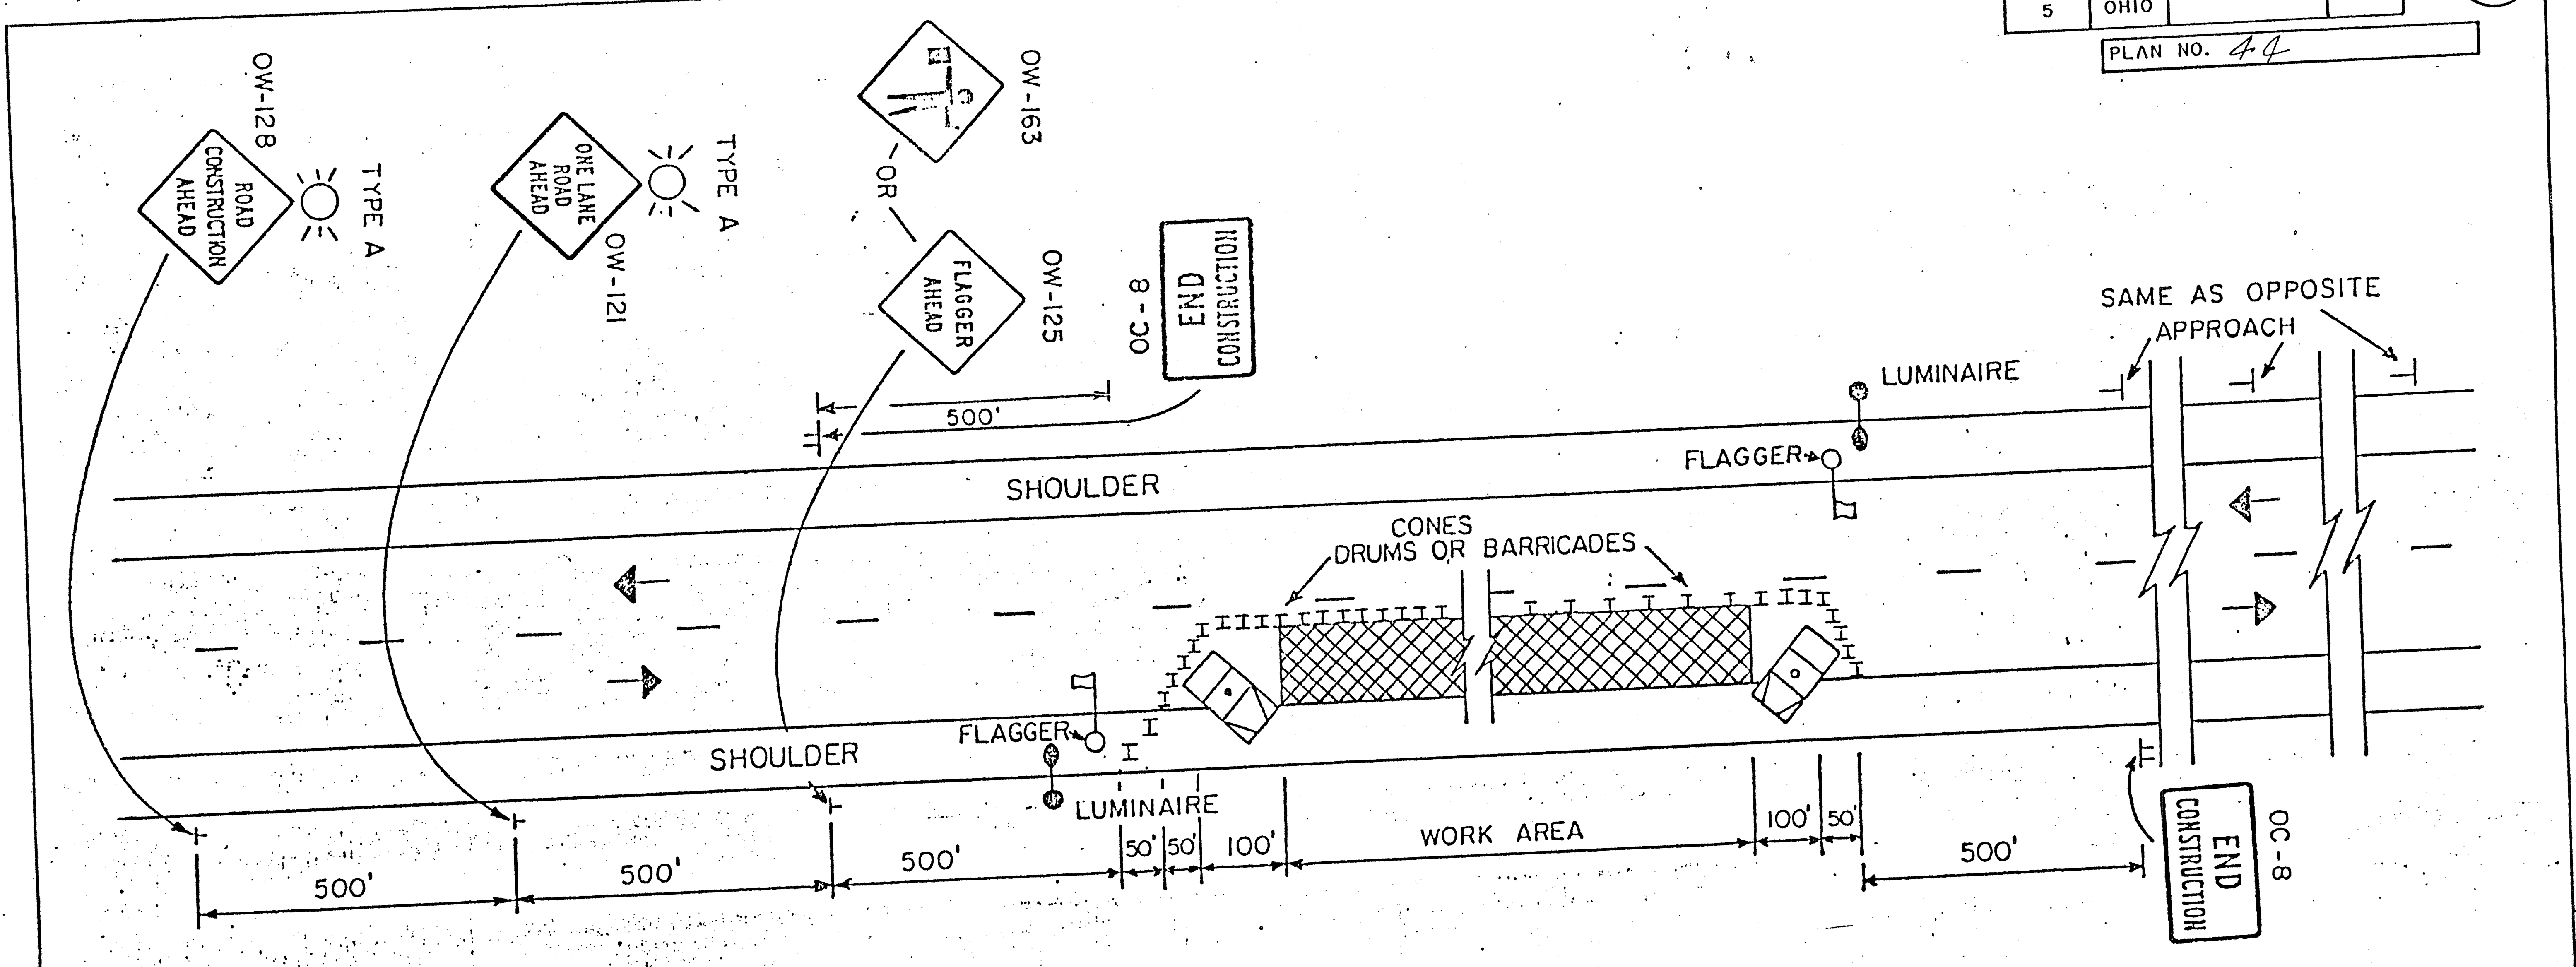 5 OHIO
PLAN NO. 44
OW-128
ROAD
CONSTRUCTION
AHEAD
TYPE A
ONE LANE
ROAD
AHEAD
OW-121
TYPE A
OW-163
OR
FLAGGER
AHEAD
OW-125
END
CONSTRUCTION
OC-8
500'
SAME AS OPPOSITE
APPROACH
LUMINAIRE
FLAGGER
SHOULDER
CONES
DRUMS OR BARRICADES
FLAGGER
SHOULDER
LUMINAIRE
500'
500'
500'
50'
50'
100'
WORK AREA
100'
50'
500'
END
CONSTRUCTION
OC-8